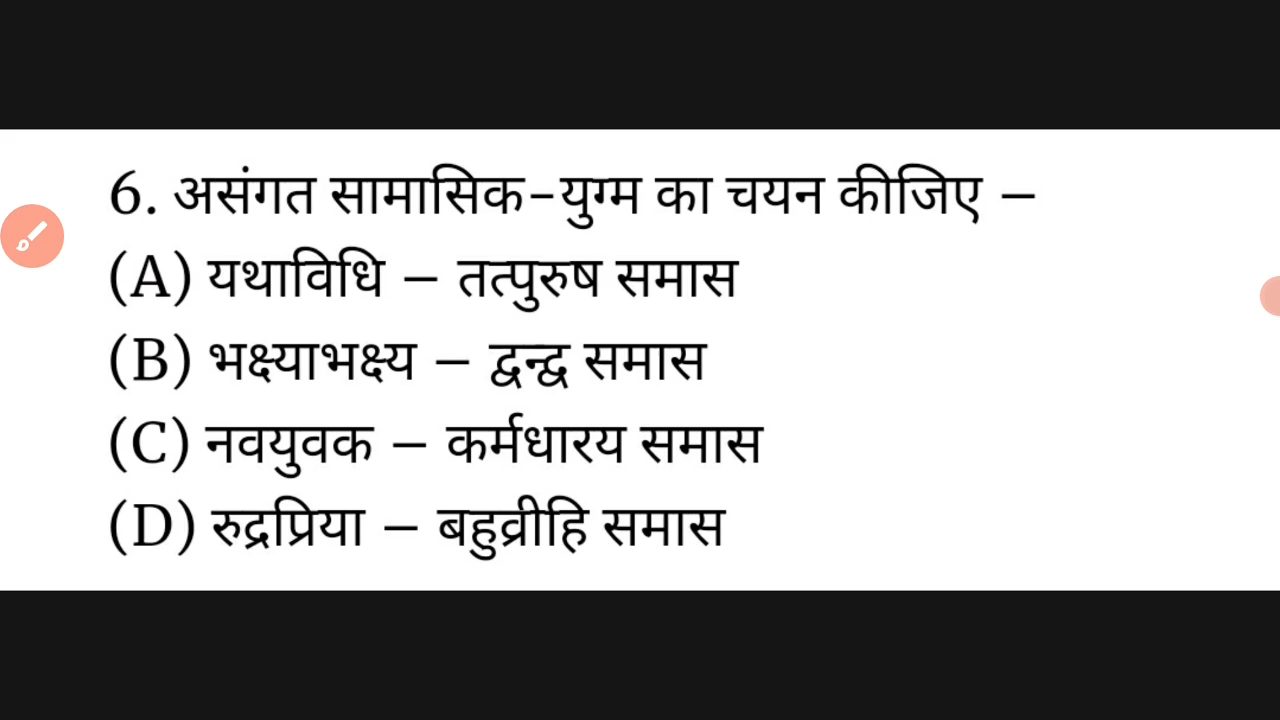 6. असंगत सामासिक-युग्म का चयन कीजिए –
(A) यथाविधि – तत्पुरुष समास
(B) भक्ष्याभक्ष्य – द्वन्द्व समास
(C) नवयुवक – कर्मधारय समास
(D) रुद्रप्रिया – बहुव्रीहि समास